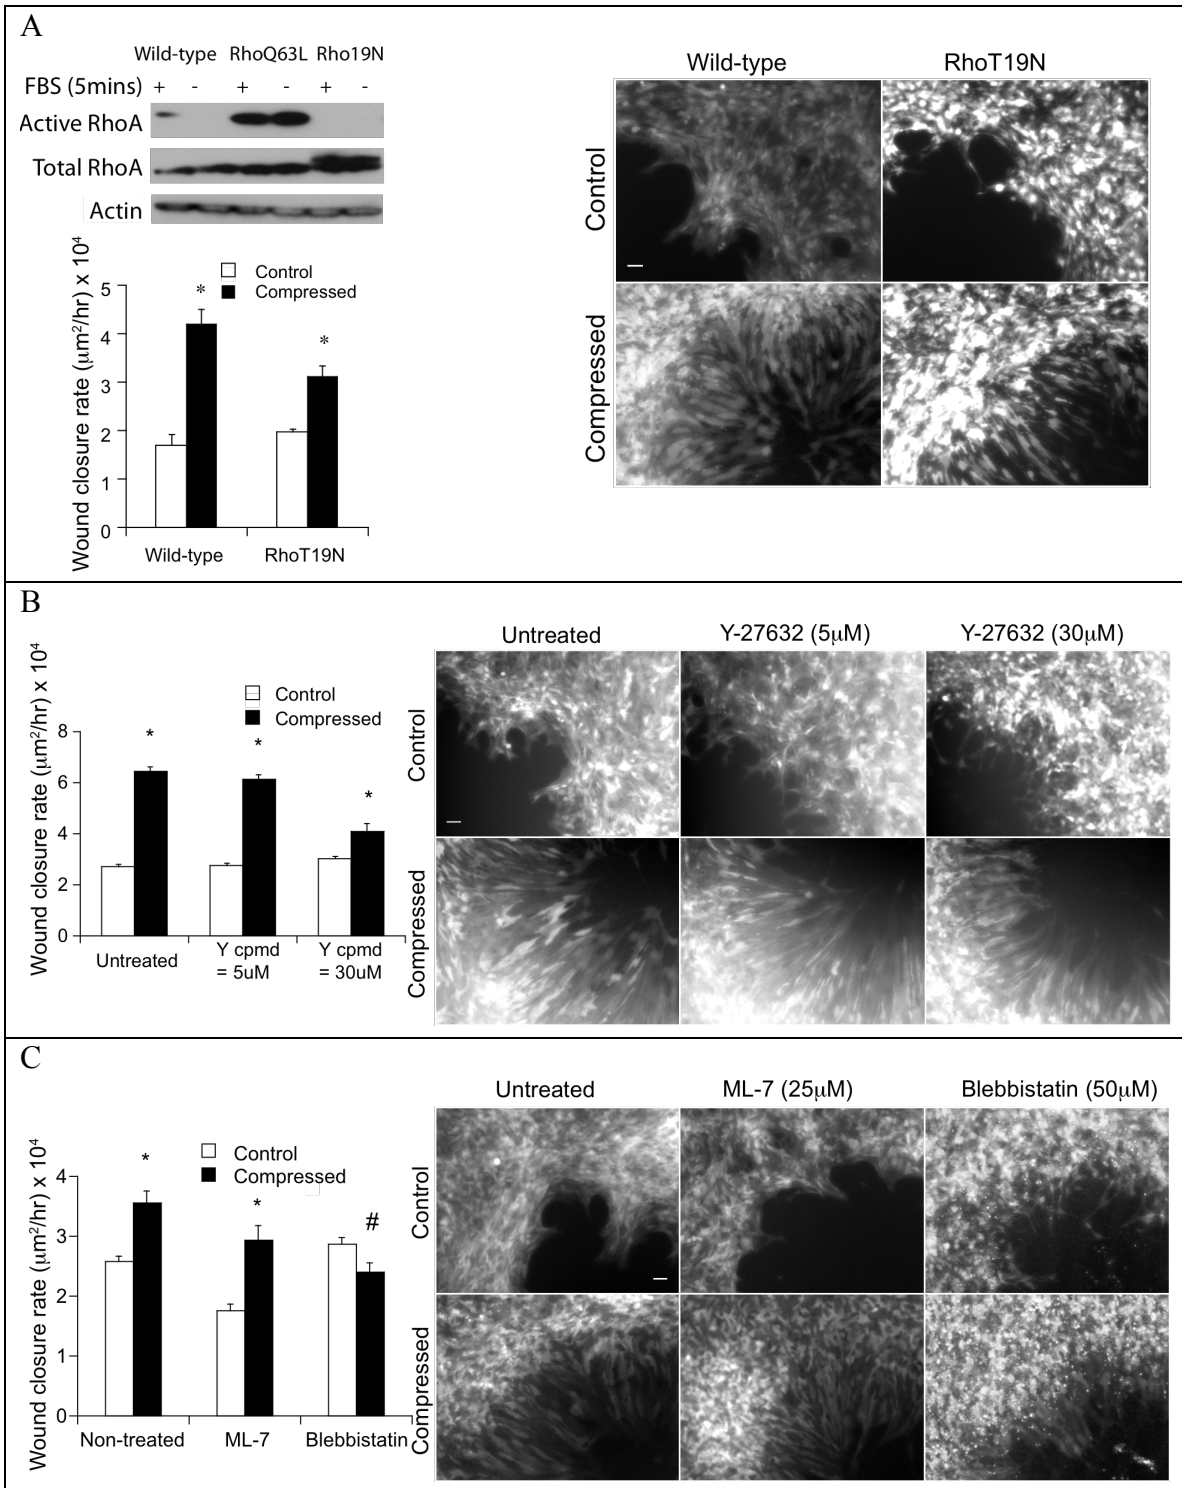 A
Wild-type RhoQ63L Rho19N
FBS (5mins) + - + - + -
Active RhoA
Total RhoA
Actin
Wound closure rate (μm²/hr) x 10⁴
Control
Compressed
5
4
3
2
1
0
*
*
Wild-type RhoT19N
Wild-type RhoT19N
Control
Compressed
B
Wound closure rate (μm²/hr) x 10⁴
Control
Compressed
8
6
4
2
0
*
*
*
Untreated
Y cpmd
= 5uM
Y cpmd
= 30uM
Untreated Y-27632 (5μM) Y-27632 (30μM)
Control
Compressed
C
Wound closure rate (μm²/hr) x 10⁴
Control
Compressed
4
3
2
1
0
*
*
#
Non-treated ML-7 Blebbistatin
Untreated ML-7 (25μM) Blebbistatin (50μM)
Control
Compressed